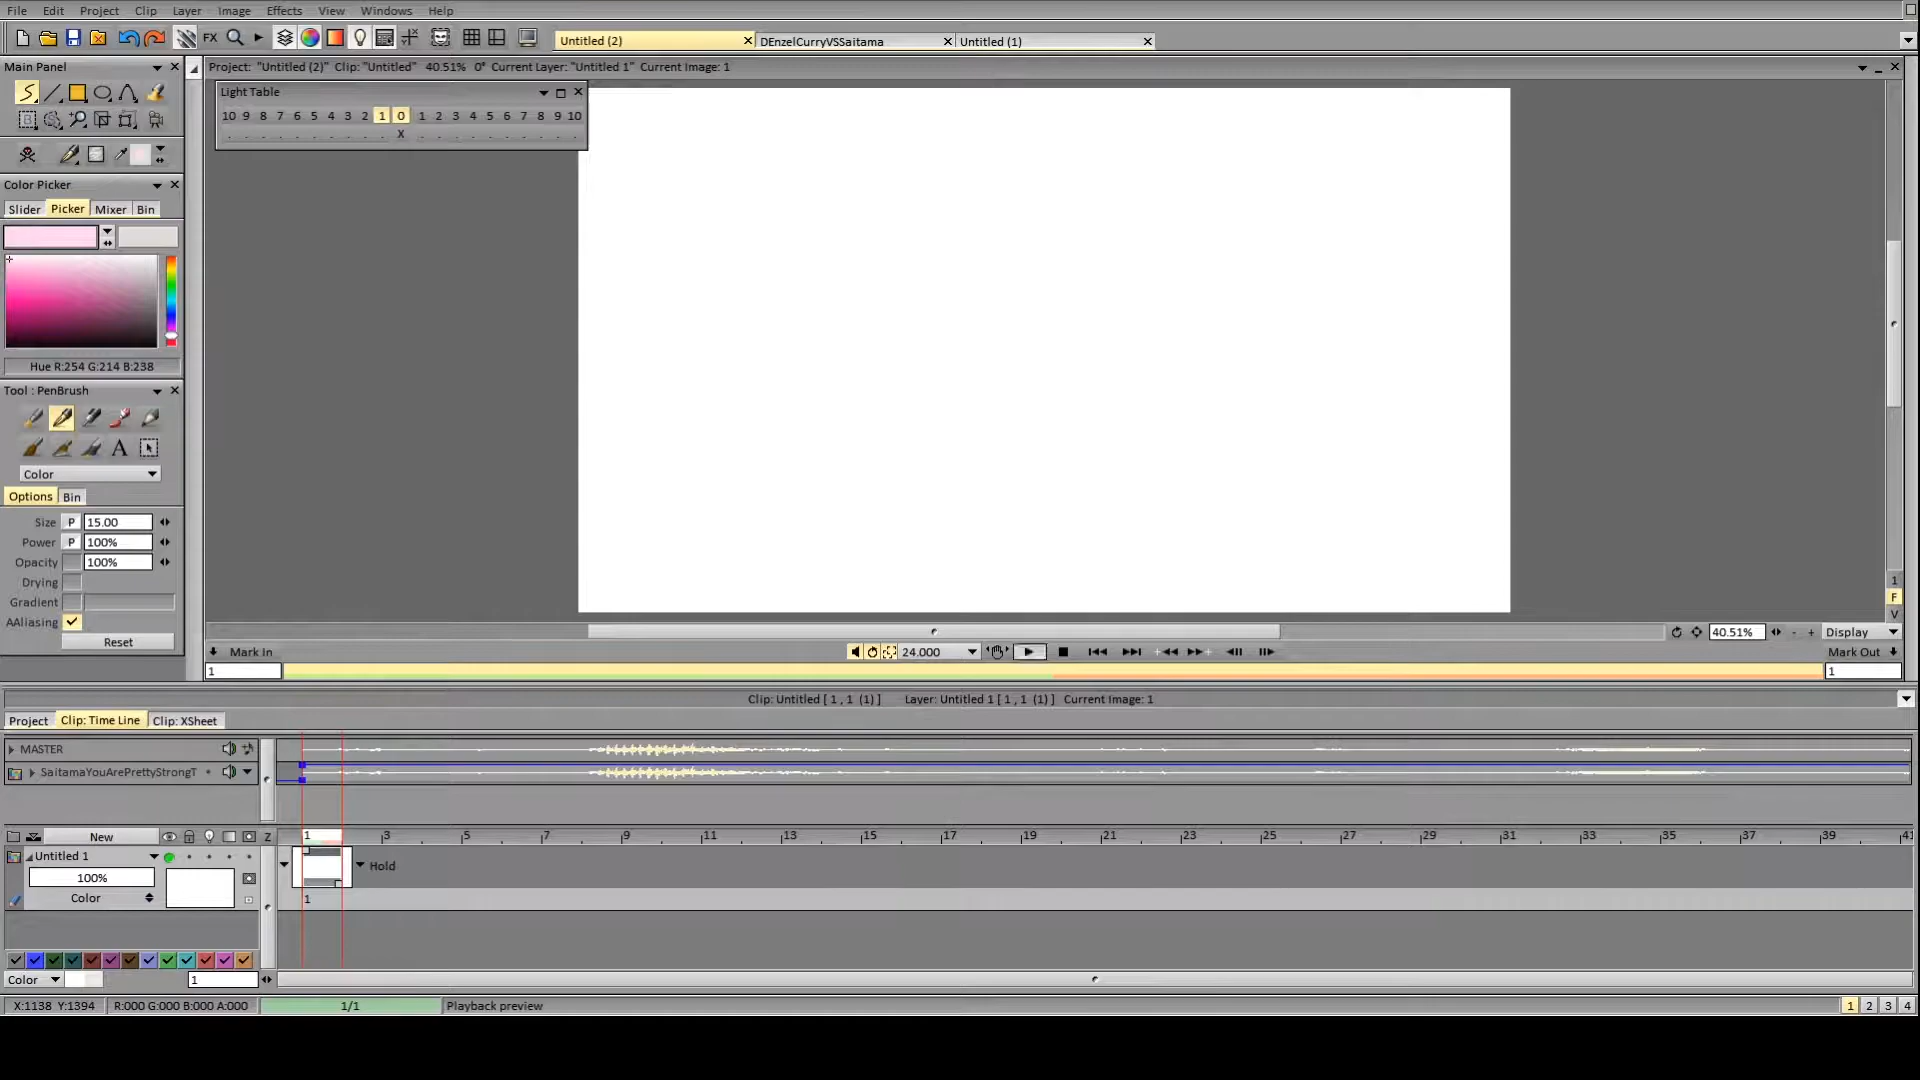 File Edit Project Clip Layer Image Effects View Windows Help
FX Untitled (2) DEnzelCurryVSSaitama Untitled (1)
Main Panel
Project: "Untitled (2)" Clip: "Untitled" 40.51% 0° Current Layer: "Untitled 1" Current Image: 1
Light Table
10 9 8 7 6 5 4 3 2 1 0 1 2 3 4 5 6 7 8 9 10
X
Color Picker
Slider Picker Mixer Bin
Hue R:254 G:214 B:238
Tool : PenBrush
A
Color
Options Bin
Size P 15.00
Power P 100%
Opacity 100%
Drying
Gradient
AAliasing
Reset
1
F
V
40.51% - + Display
Mark In 24.000 Mark Out
1 1
Clip: Untitled [ 1 , 1 (1) ] Layer: Untitled 1 [ 1 , 1 (1) ] Current Image: 1
Project Clip: Time Line Clip: XSheet
MASTER
SaitamaYouArePrettyStrongT
New Z 1 3 5 7 9 11 13 15 17 19 21 23 25 27 29 31 33 35 37 39 41
Untitled 1
Hold
100%
Color 1
Color 1
X:1138 Y:1394 R:000 G:000 B:000 A:000 1/1 Playback preview 1 2 3 4